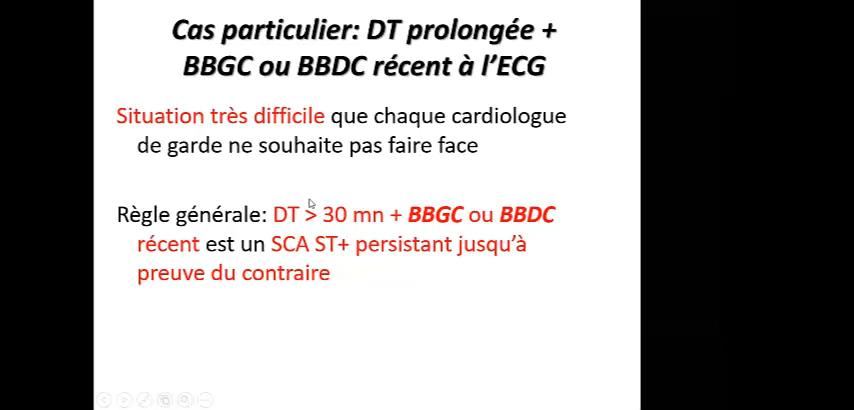 Cas particulier: DT prolongée +
BBGC ou BBDC récent à l’ECG
Situation très difficile que chaque cardiologue
de garde ne souhaite pas faire face
Règle générale: DT > 30 mn + BBGC ou BBDC
récent est un SCA ST+ persistant jusqu’à
preuve du contraire